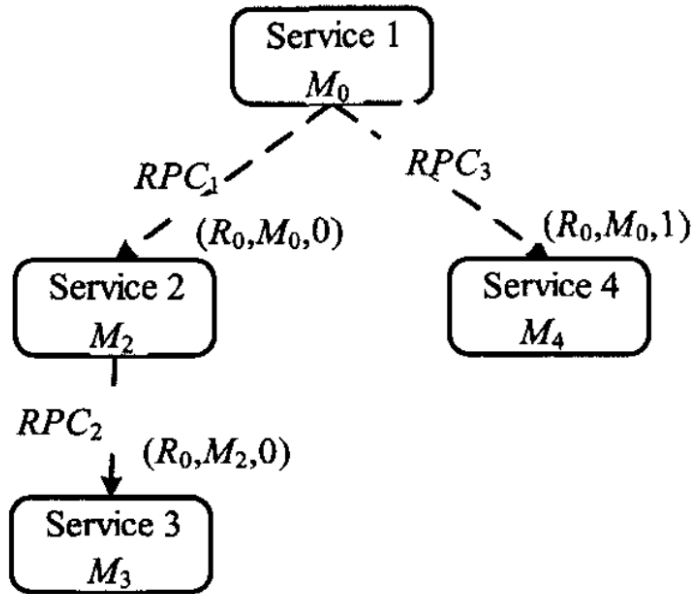 Service 1
M₀
RPC₁
RPC₃
(R₀,M₀,0)
(R₀,M₀,1)
Service 2
M₂
Service 4
M₄
RPC₂
(R₀,M₂,0)
Service 3
M₃